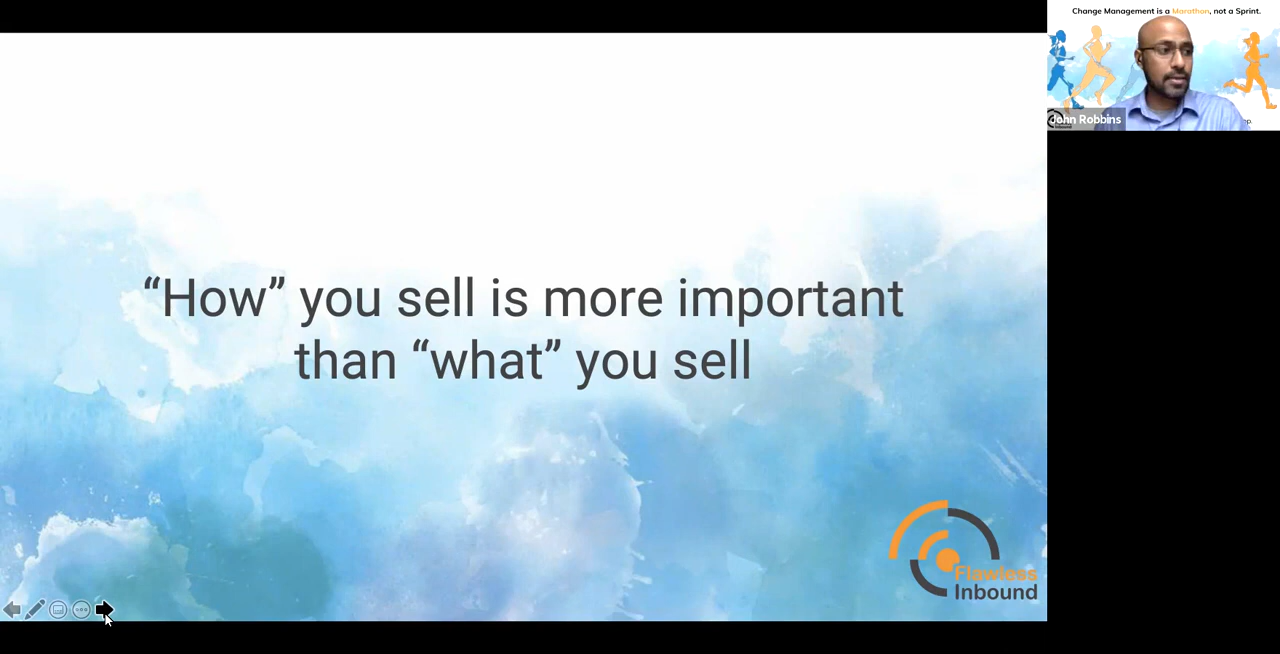 “How” you sell is more important
than “what” you sell
Flawless
Inbound
Change Management is a Marathon, not a Sprint.
John Robbins